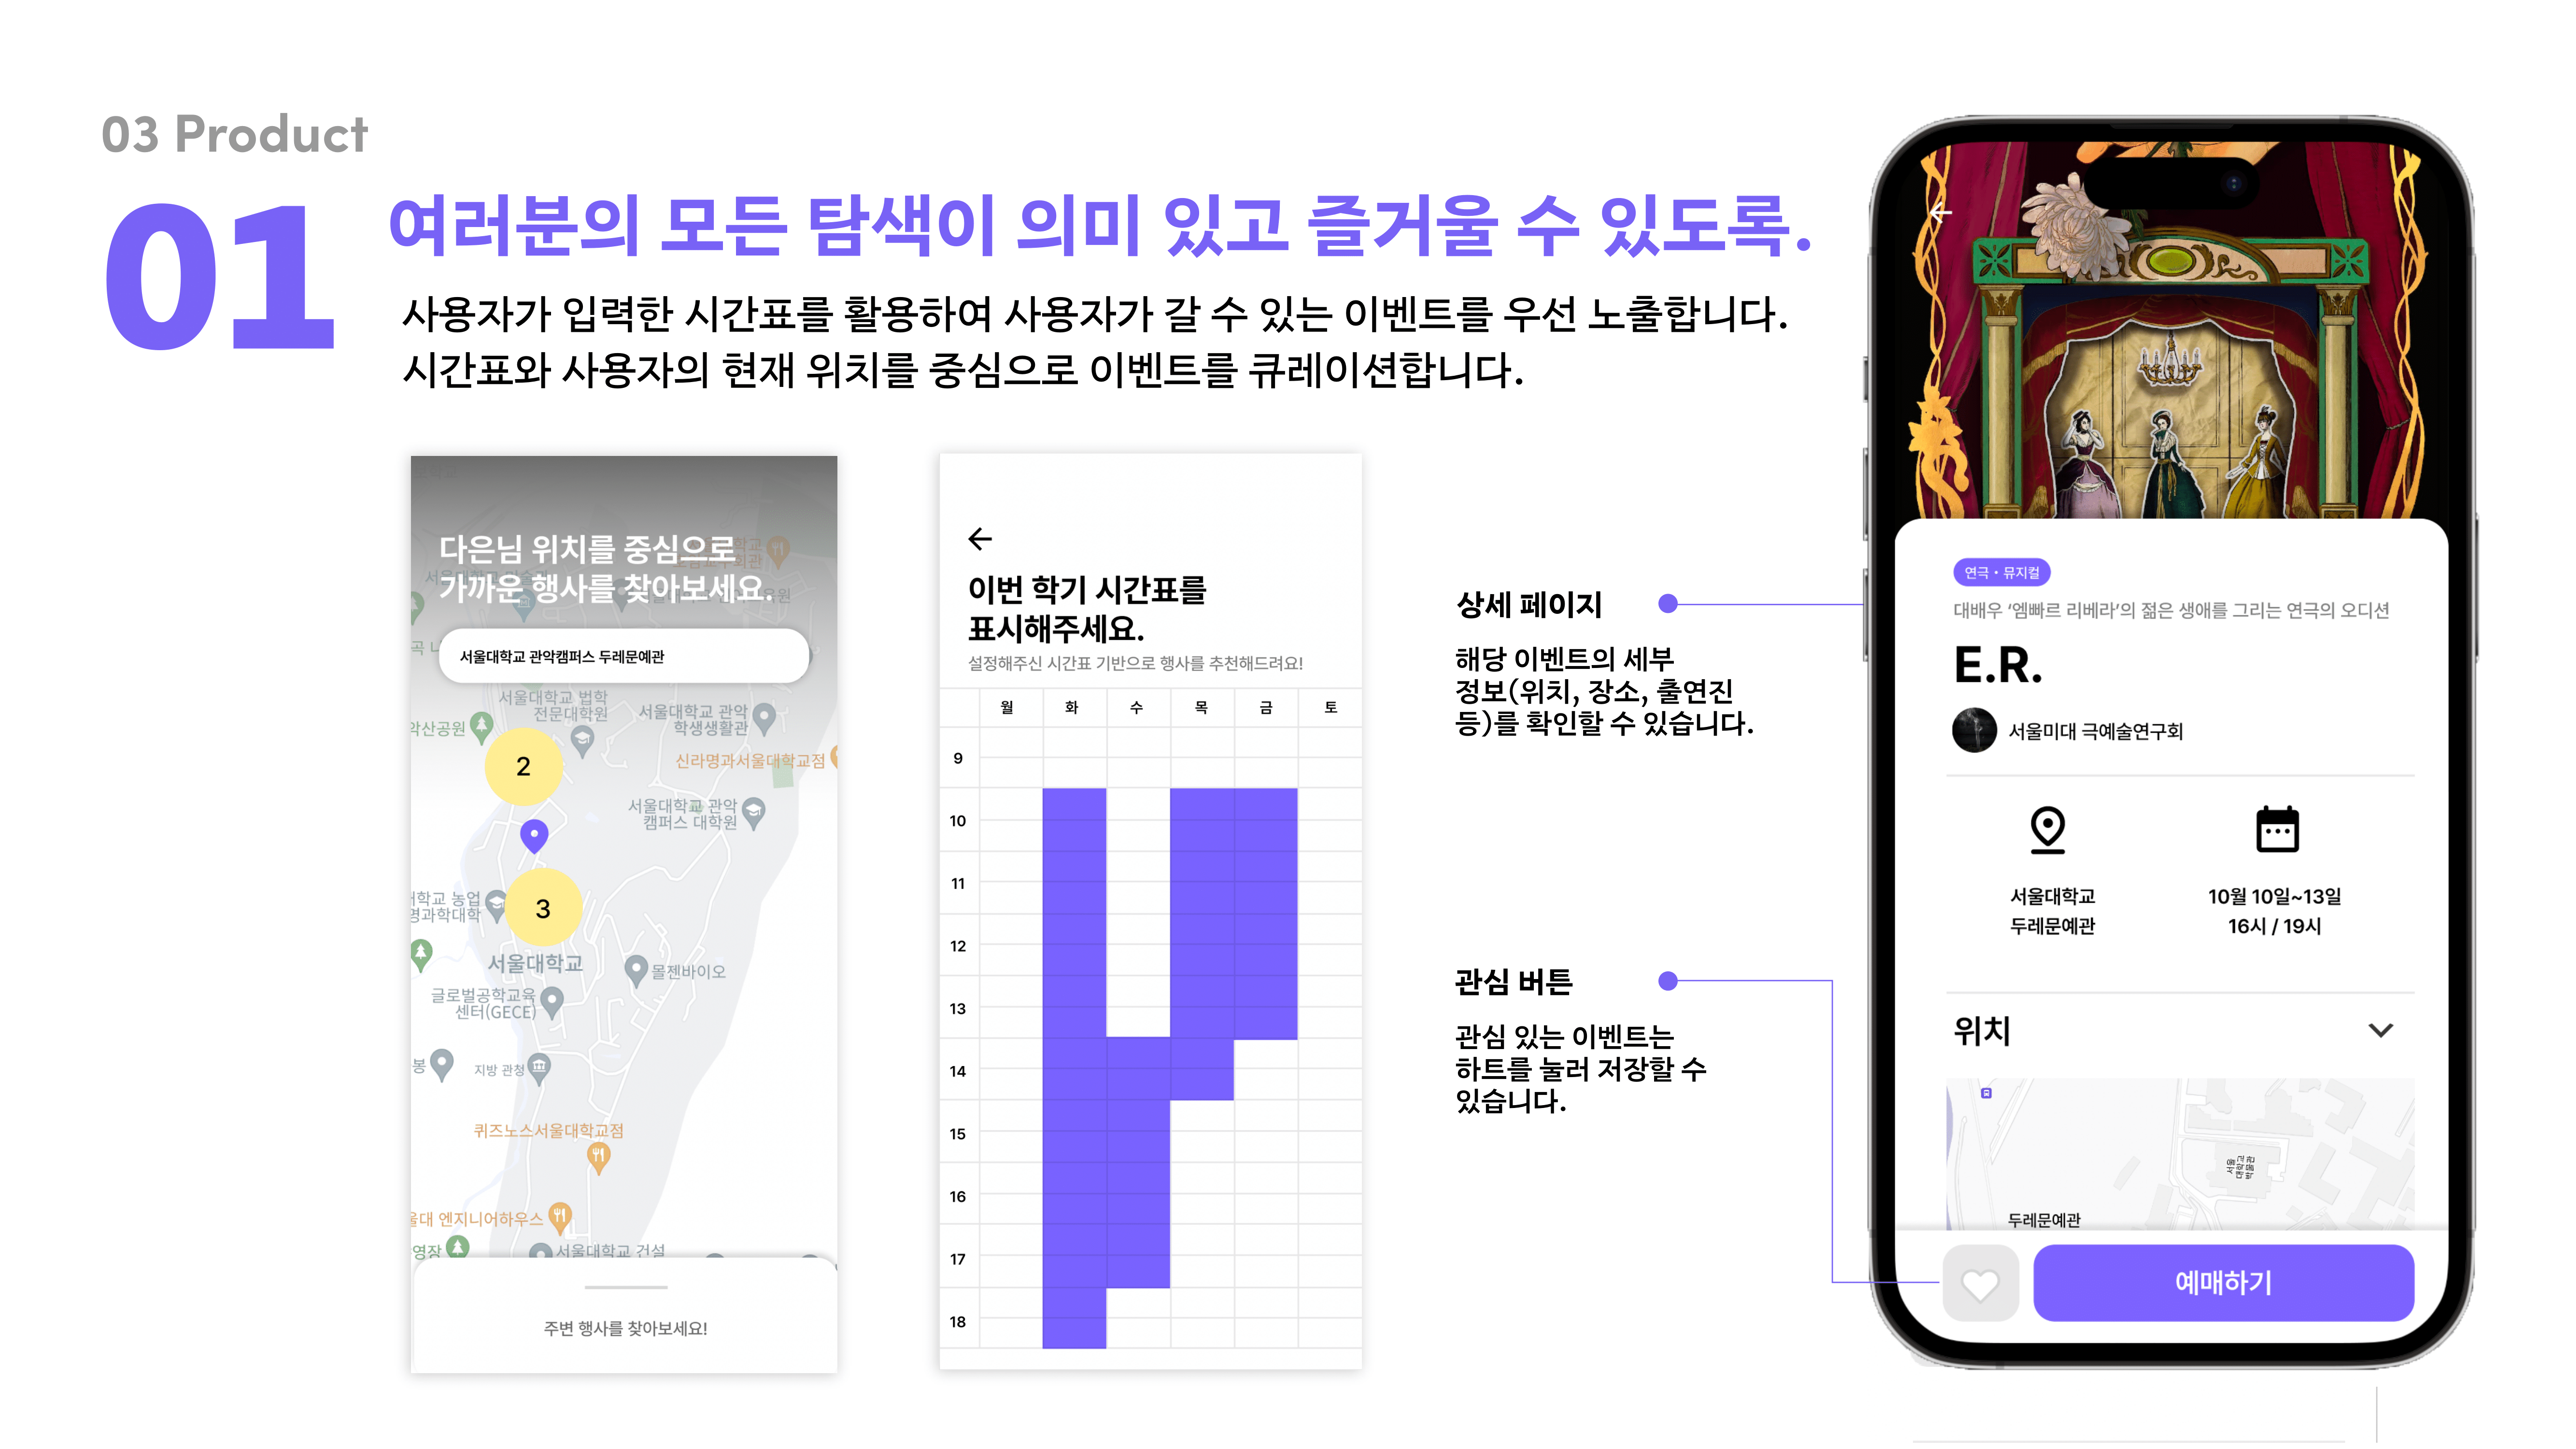 03 Product
01
여러분의 모든 탐색이 의미 있고 즐거울 수 있도록.
사용자가 입력한 시간표를 활용하여 사용자가 갈 수 있는 이벤트를 우선 노출합니다.
시간표와 사용자의 현재 위치를 중심으로 이벤트를 큐레이션합니다.
다은님 위치를 중심으로
가까운 행사를 찾아보세요.
서울대학교 관악캠퍼스 두레문예관
서울대학교 법학
전문대학원
서울대학교 관악
학생생활관
악산공원
2
신라명과서울대학교점
서울대학교 관악
캠퍼스 대학원
학교 농업
명과학대학
3
서울대학교
몰젠바이오
글로벌공학교육
센터(GECE)
봉
지방 관청
퀴즈노스서울대학교점
울대 엔지니어하우스
영장
서울대학교 건설
주변 행사를 찾아보세요!
이번 학기 시간표를
표시해주세요.
설정해주신 시간표 기반으로 행사를 추천해드려요!
월 화 수 목 금 토
9
10
11
12
13
14
15
16
17
18
상세 페이지
해당 이벤트의 세부
정보(위치, 장소, 출연진
등)를 확인할 수 있습니다.
관심 버튼
관심 있는 이벤트는
하트를 눌러 저장할 수
있습니다.
연극・뮤지컬
대배우 ‘엠빠르 리베라’의 젊은 생애를 그리는 연극의 오디션
E.R.
서울미대 극예술연구회
서울대학교
두레문예관
10월 10일~13일
16시 / 19시
위치
서울
대학교
박물관
두레문예관
예매하기